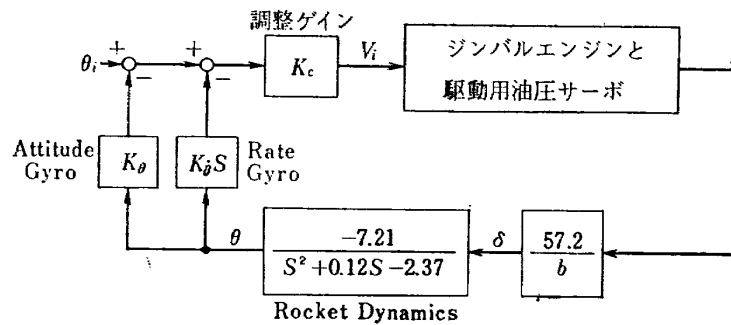 調整ゲイン
θi
+
−
+
−
Kc
Vi
ジンバルエンジンと
駆動用油圧サーボ
Attitude
Gyro
Kθ
Kθ̇S
Rate
Gyro
θ
−7.21
S²+0.12S−2.37
δ
57.2
b
Rocket Dynamics